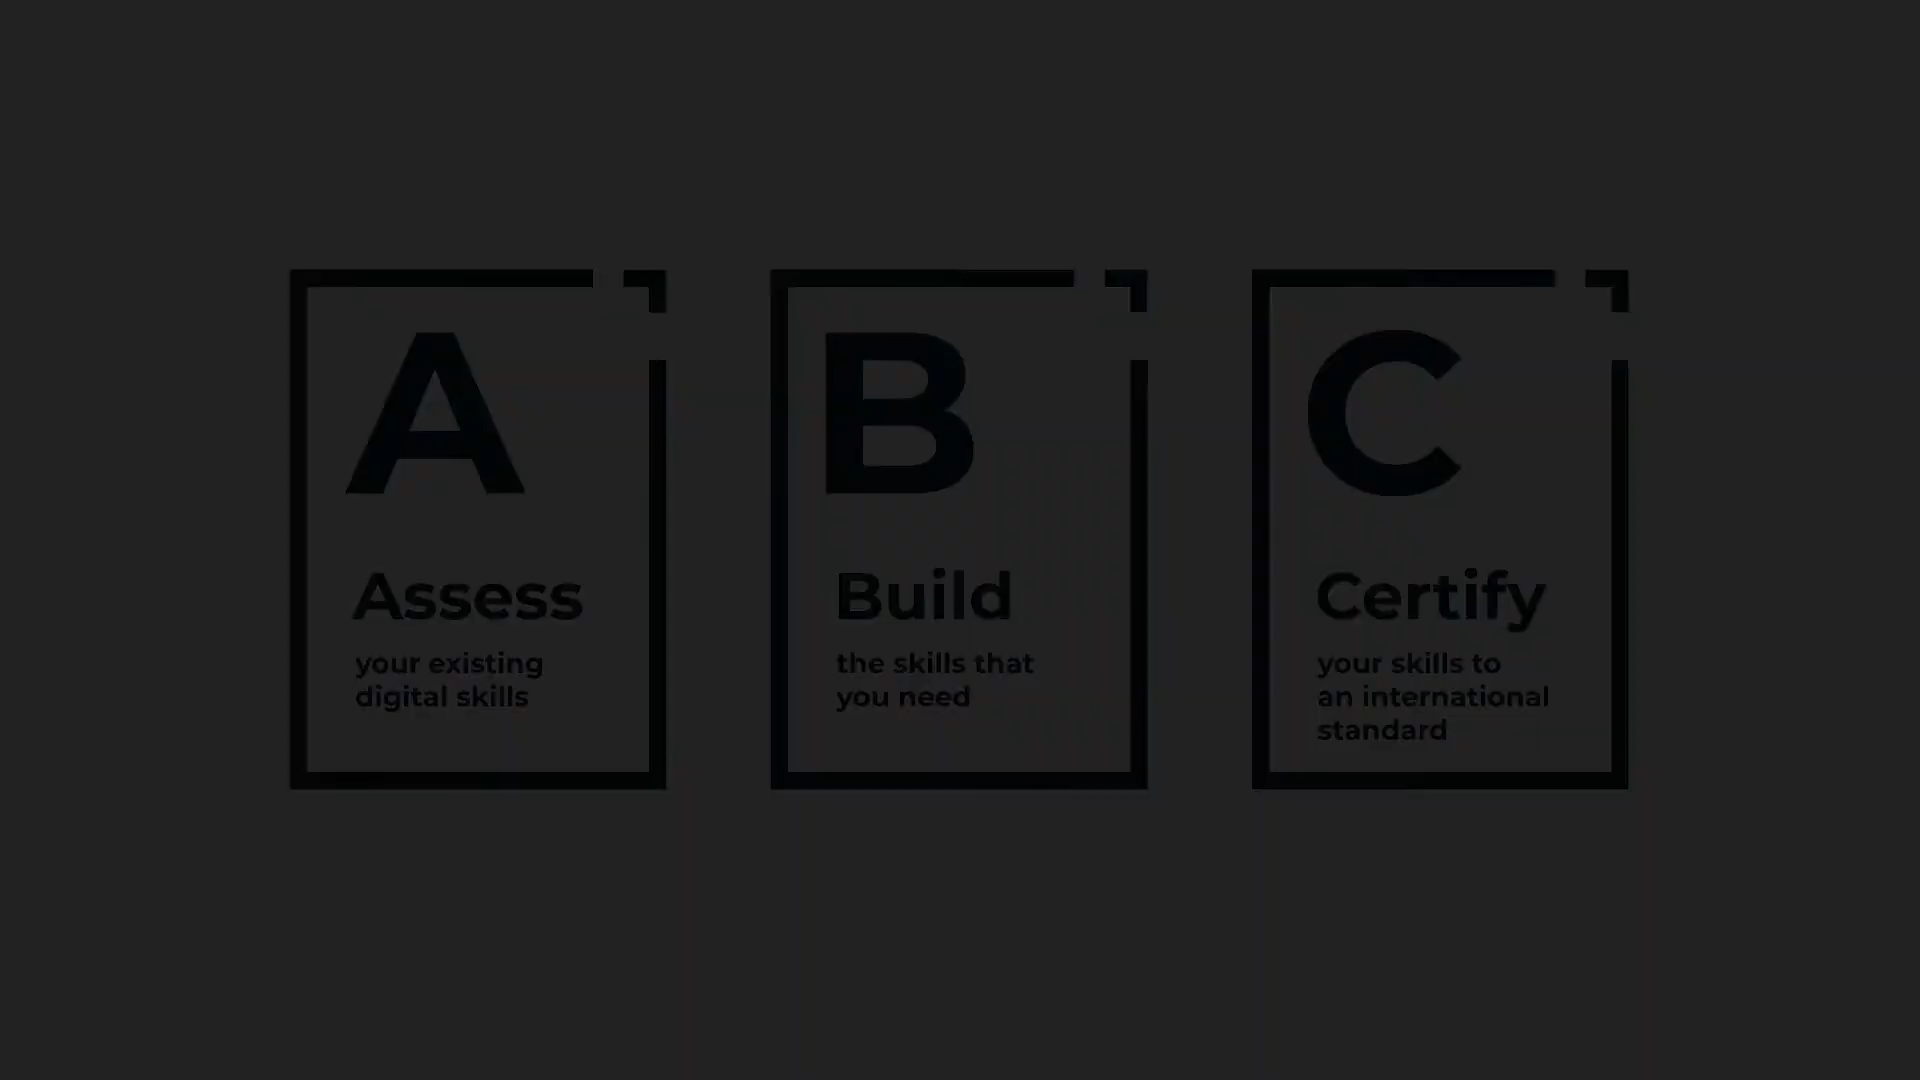 A
Assess
your existing
digital skills
B
Build
the skills that
you need
C
Certify
your skills to
an international
standard